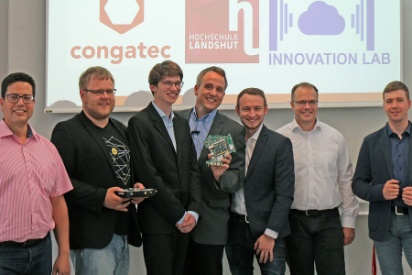 congatec
HOCHSCHULE
LANDSHUT
INNOVATION LAB